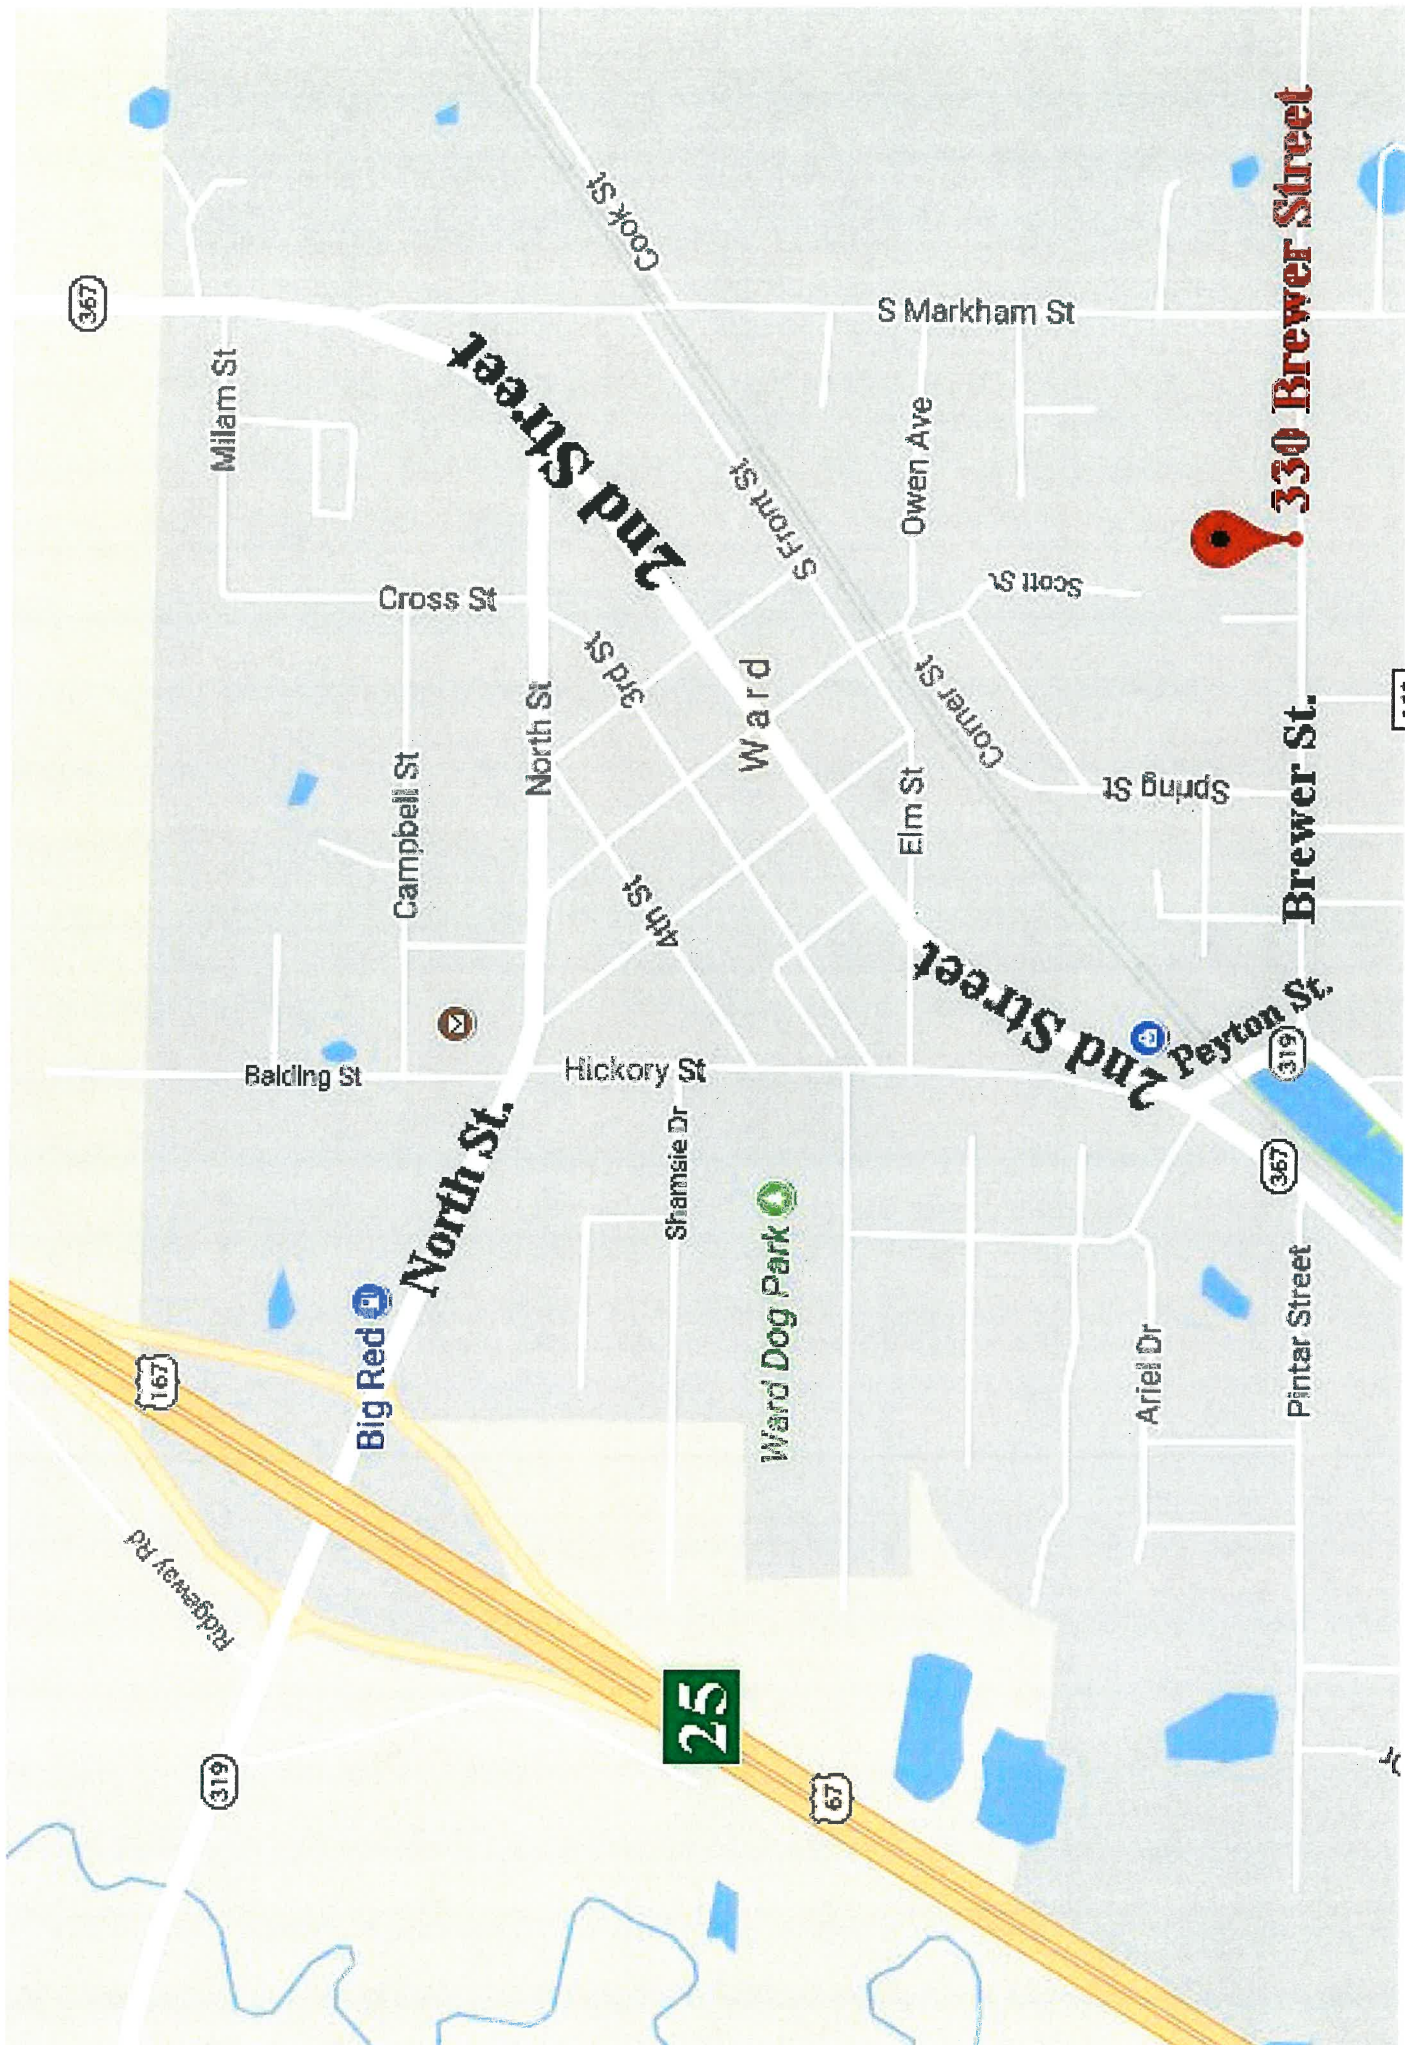 367
167
Ridgeway Rd
319
Milam St
Balding St
Big Red
Campbell St
Cross St
North St.
North St
2nd Street
3rd St
Cook St
Hickory St
4th St
Shamsie Dr
25
Ward
Ward Dog Park
S Front St
67
Elm St
Owen Ave
Corner St
S Markham St
Scott St
2nd Street
Ariel Dr
Spring St
Peyton St.
367
319
Pintar Street
Brewer St.
330 Brewer Street